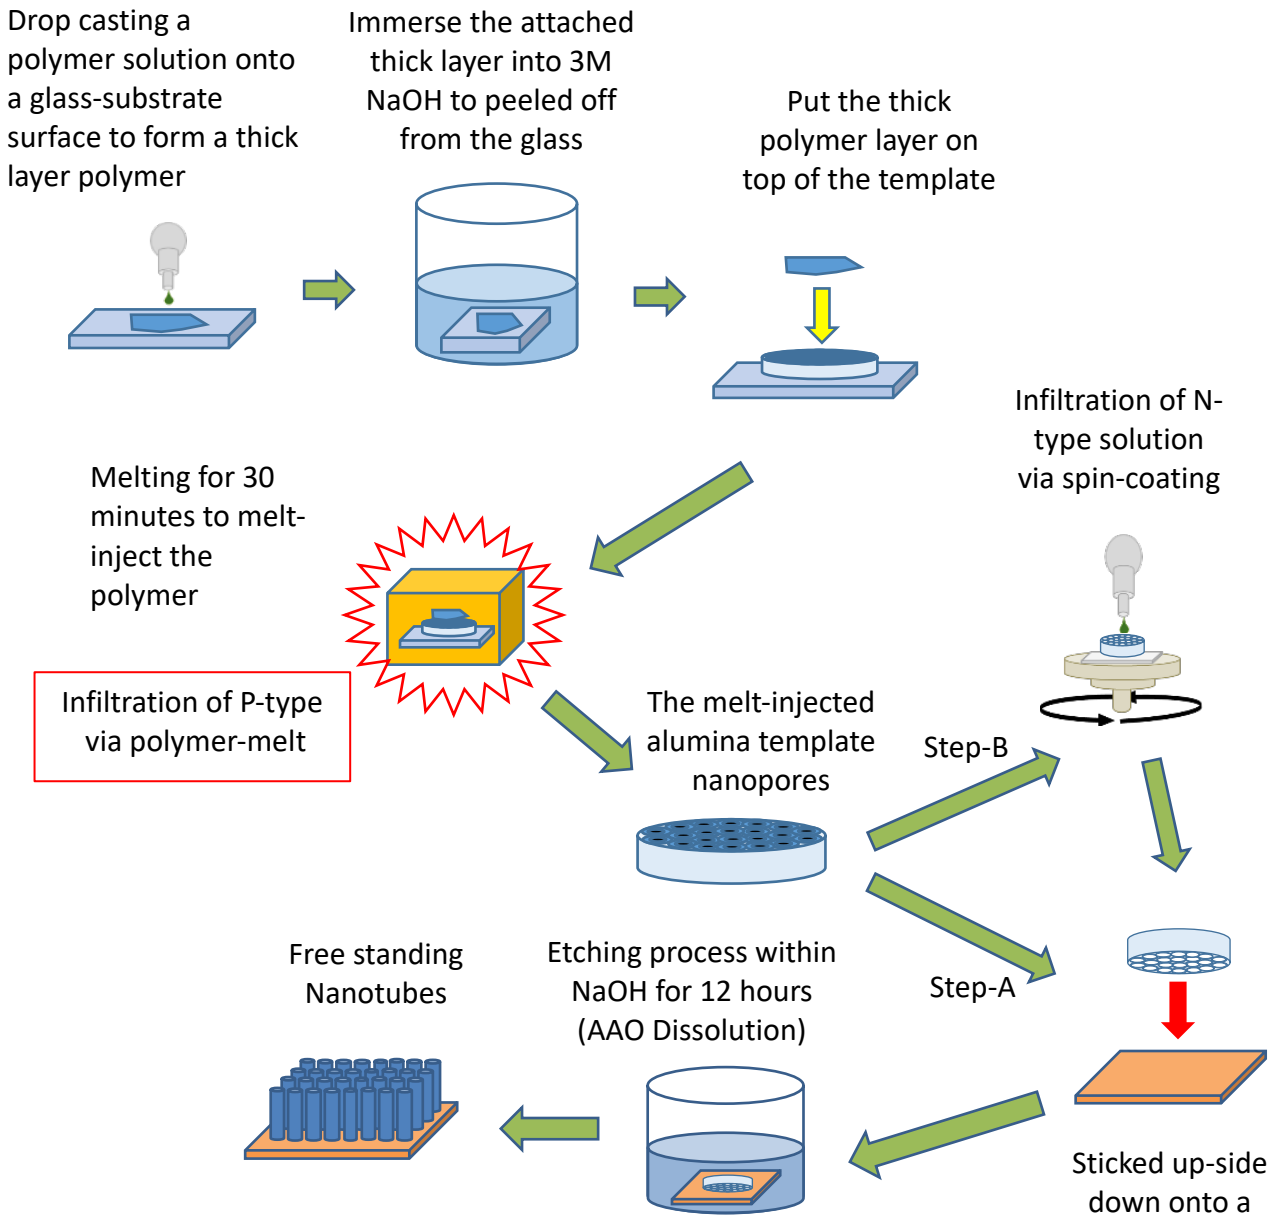 Drop casting a
polymer solution onto
a glass-substrate
surface to form a thick
layer polymer
Immerse the attached
thick layer into 3M
NaOH to peeled off
from the glass
Put the thick
polymer layer on
top of the template
Infiltration of N-
type solution
via spin-coating
Melting for 30
minutes to melt-
inject the
polymer
Infiltration of P-type
via polymer-melt
The melt-injected
alumina template
nanopores
Step-B
Step-A
Free standing
Nanotubes
Etching process within
NaOH for 12 hours
(AAO Dissolution)
Sticked up-side
down onto a